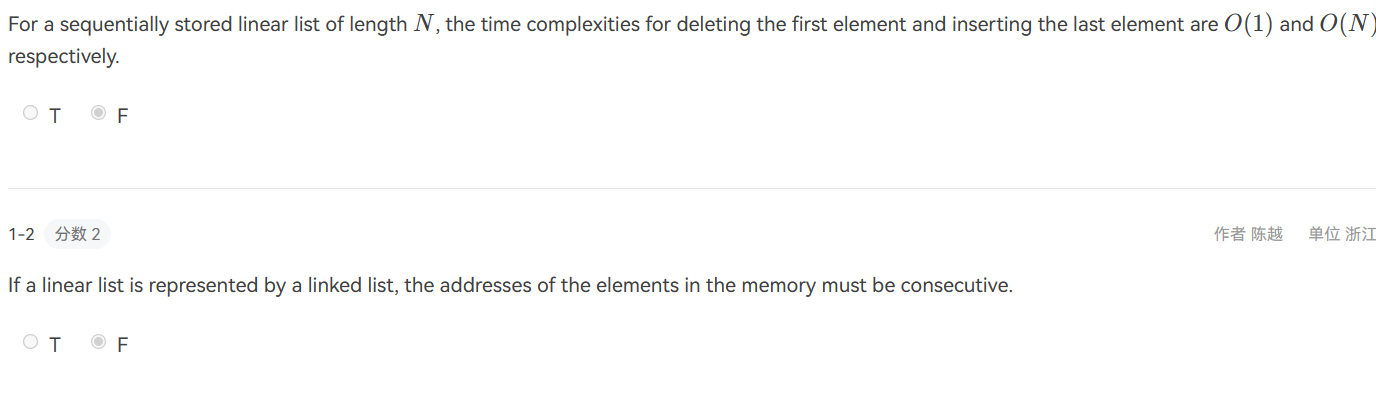 For a sequentially stored linear list of length N, the time complexities for deleting the first element and inserting the last element are O(1) and O(N)
respectively.
T F
1-2 分数 2 作者 陈越 单位 浙江
If a linear list is represented by a linked list, the addresses of the elements in the memory must be consecutive.
T F